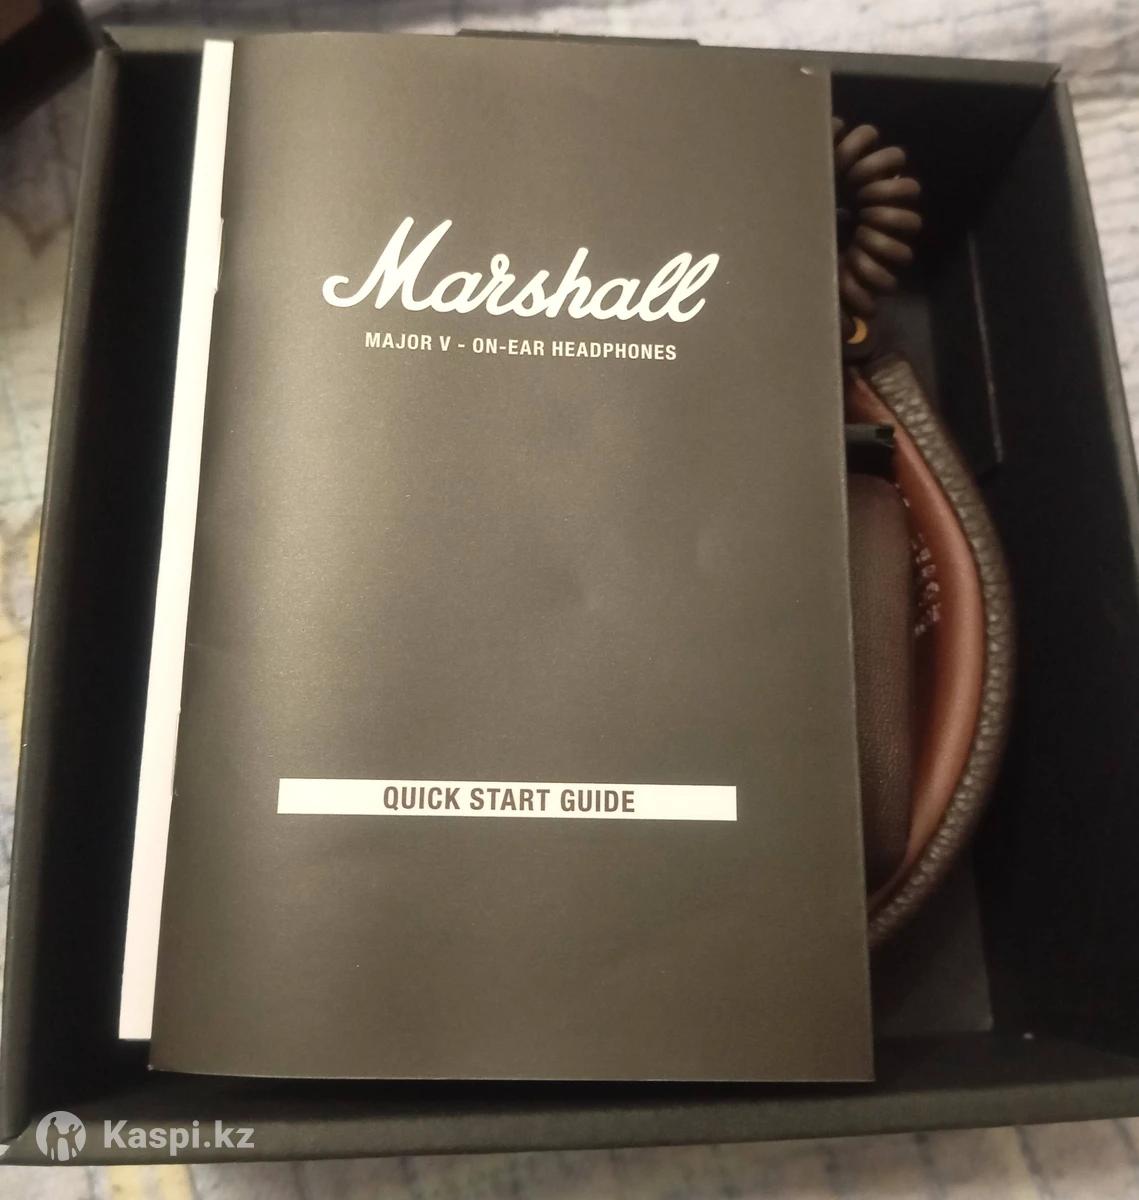 Marshall
MAJOR V - ON-EAR HEADPHONES
QUICK START GUIDE
Kaspi.kz